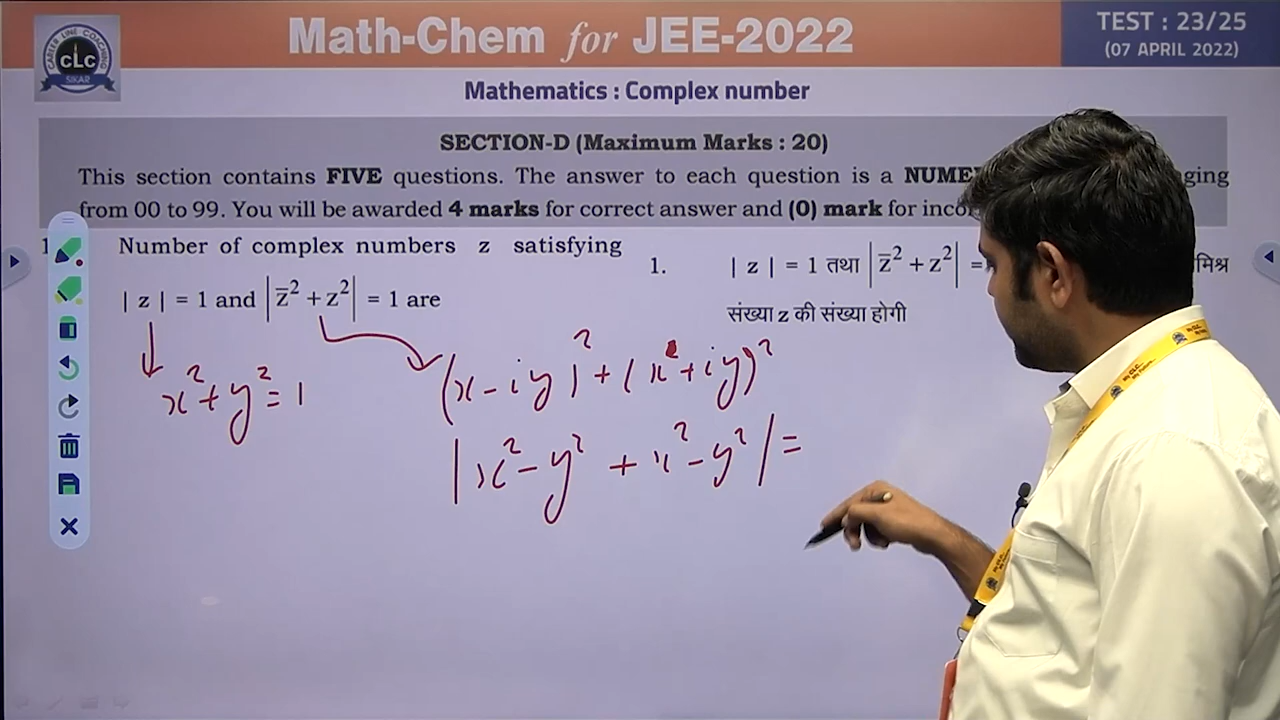 CAREER LINE COACHING
CLC
SIKAR
Math-Chem for JEE-2022
TEST : 23/25
(07 APRIL 2022)
Mathematics : Complex number
SECTION-D (Maximum Marks : 20)
This section contains FIVE questions. The answer to each question is a NUME
from 00 to 99. You will be awarded 4 marks for correct answer and (0) mark for
1
Number of complex numbers z satisfying
| z | = 1 and |z̅² + z²| = 1 are
1.
| z | = 1 तथा |z̅² + z²| =
संख्या z की संख्या होगी
x² + y² = 1
(x - iy)² + (x + iy)²
|x² - y² + x² - y²| =